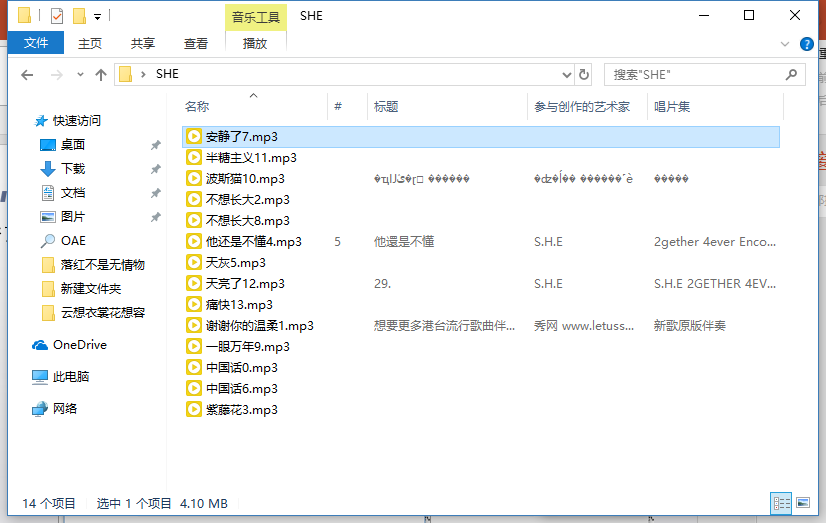 音乐工具 SHE
文件 主页 共享 查看 播放
SHE 搜索"SHE"
名称 # 标题 参与创作的艺术家 唱片集
快速访问
桌面
下载
文档
图片
OAE
落红不是无情物
新建文件夹
云想衣裳花想容
OneDrive
此电脑
网络
安静了7.mp3
半糖主义11.mp3
波斯猫10.mp3
不想长大2.mp3
不想长大8.mp3
他还是不懂4.mp3 5 他還是不懂 S.H.E 2gether 4ever Enco...
天灰5.mp3
天亮了12.mp3 29. S.H.E S.H.E 2GETHER 4EV...
痛快13.mp3
谢谢你的温柔1.mp3 想要更多港台流行歌曲伴... 秀网 www.letuss... 新歌原版伴奏
一眼万年9.mp3
中国话0.mp3
中国话6.mp3
紫藤花3.mp3
14 个项目 选中 1 个项目 4.10 MB